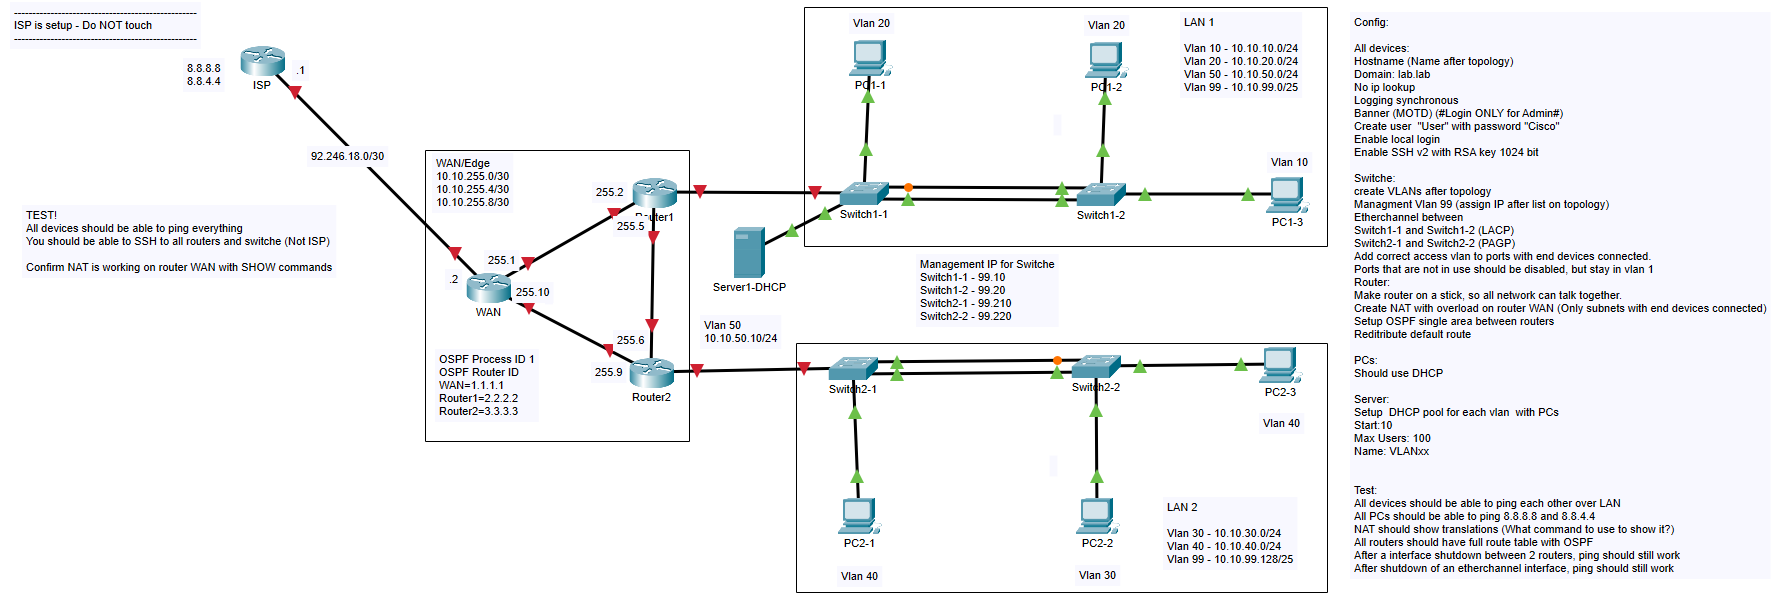 -------------------------------------------------
ISP is setup - Do NOT touch
-------------------------------------------------
8.8.8.8
8.8.4.4
.1
ISP
92.246.18.0/30
TEST!
All devices should be able to ping everything
You should be able to SSH to all routers and switche (Not ISP)
Confirm NAT is working on router WAN with SHOW commands
WAN/Edge
10.10.255.0/30
10.10.255.4/30
10.10.255.8/30
255.2
Router1
255.5
255.1
.2
255.10
WAN
255.6
255.9
Router2
OSPF Process ID 1
OSPF Router ID
WAN=1.1.1.1
Router1=2.2.2.2
Router2=3.3.3.3
Vlan 20
PC1-1
Vlan 20
PC1-2
LAN 1
Vlan 10 - 10.10.10.0/24
Vlan 20 - 10.10.20.0/24
Vlan 50 - 10.10.50.0/24
Vlan 99 - 10.10.99.0/25
Vlan 10
PC1-3
Switch1-1
Switch1-2
Server1-DHCP
Vlan 50
10.10.50.10/24
Management IP for Switche
Switch1-1 - 99.10
Switch1-2 - 99.20
Switch2-1 - 99.210
Switch2-2 - 99.220
Switch2-1
Switch2-2
PC2-3
Vlan 40
PC2-1
Vlan 40
PC2-2
Vlan 30
LAN 2
Vlan 30 - 10.10.30.0/24
Vlan 40 - 10.10.40.0/24
Vlan 99 - 10.10.99.128/25
Config:
All devices:
Hostname (Name after topology)
Domain: lab.lab
No ip lookup
Logging synchronous
Banner (MOTD) (#Login ONLY for Admin#)
Create user "User" with password "Cisco"
Enable local login
Enable SSH v2 with RSA key 1024 bit
Switche:
create VLANs after topology
Managment Vlan 99 (assign IP after list on topology)
Etherchannel between
Switch1-1 and Switch1-2 (LACP)
Switch2-1 and Switch2-2 (PAGP)
Add correct access vlan to ports with end devices connected.
Ports that are not in use should be disabled, but stay in vlan 1
Router:
Make router on a stick, so all network can talk together.
Create NAT with overload on router WAN (Only subnets with end devices connected)
Setup OSPF single area between routers
Reditribute default route
PCs:
Should use DHCP
Server:
Setup DHCP pool for each vlan with PCs
Start:10
Max Users: 100
Name: VLANxx
Test:
All devices should be able to ping each other over LAN
All PCs should be able to ping 8.8.8.8 and 8.8.4.4
NAT should show translations (What command to use to show it?)
All routers should have full route table with OSPF
After a interface shutdown between 2 routers, ping should still work
After shutdown of an etherchannel interface, ping should still work